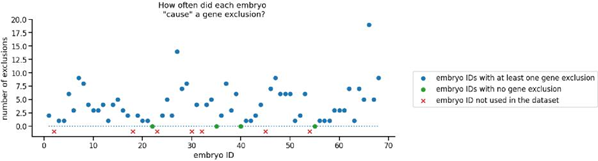 How often did each embryo
"cause" a gene exclusion?
number of exclusions
20.0
17.5
15.0
12.5
10.0
7.5
5.0
2.5
0.0
0 10 20 30 40 50 60 70
embryo ID
embryo IDs with at least one gene exclusion
embryo IDs with no gene exclusion
embryo ID not used in the dataset